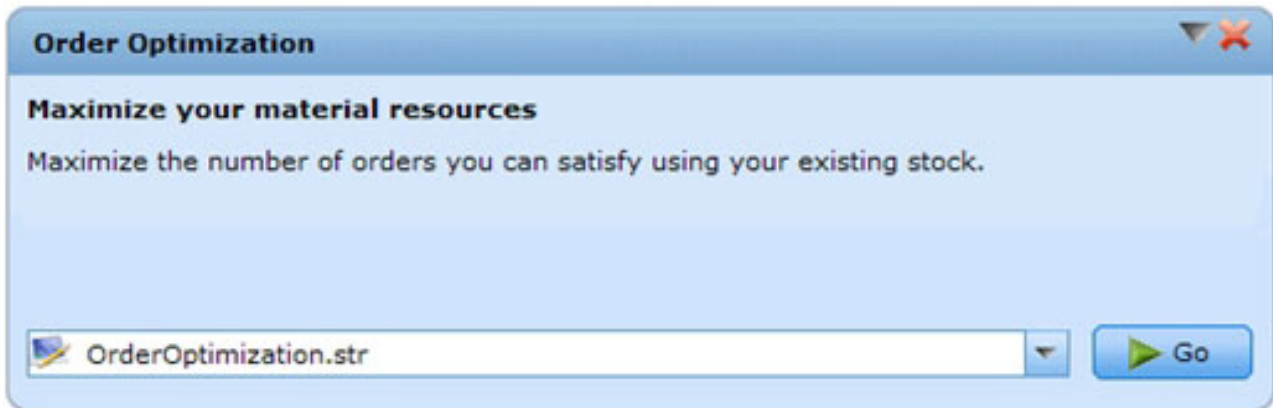 Order Optimization
Maximize your material resources
Maximize the number of orders you can satisfy using your existing stock.
OrderOptimization.str
Go